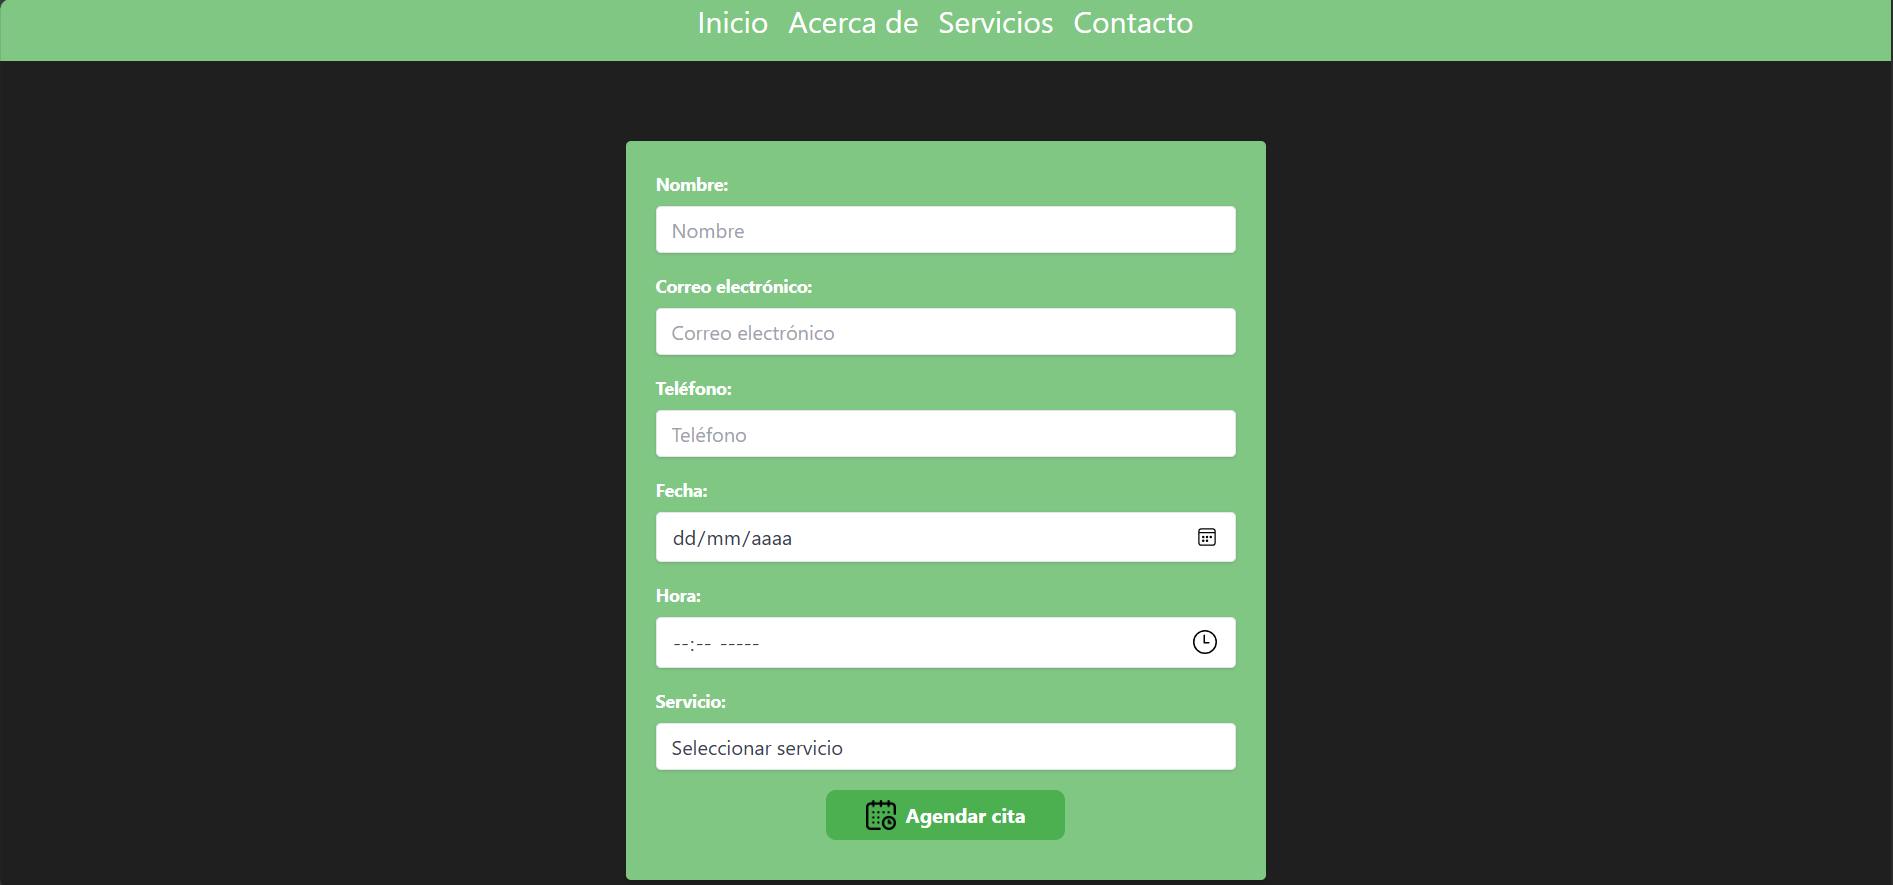 Inicio Acerca de Servicios Contacto
Nombre:
Nombre
Correo electrónico:
Correo electrónico
Teléfono:
Teléfono
Fecha:
dd/mm/aaaa
Hora:
--:-- -----
Servicio:
Seleccionar servicio
Agendar cita